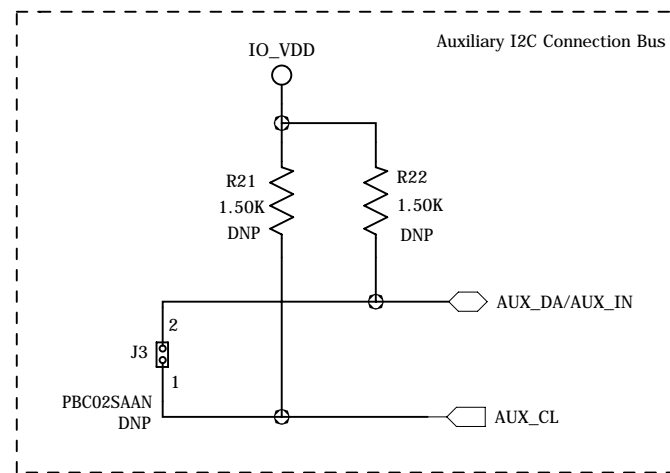 Auxiliary I2C Connection Bus
IO_VDD
R21
1.50K
DNP
R22
1.50K
DNP
AUX_DA/AUX_IN
2
J3
1
PBC02SAAN
DNP
AUX_CL